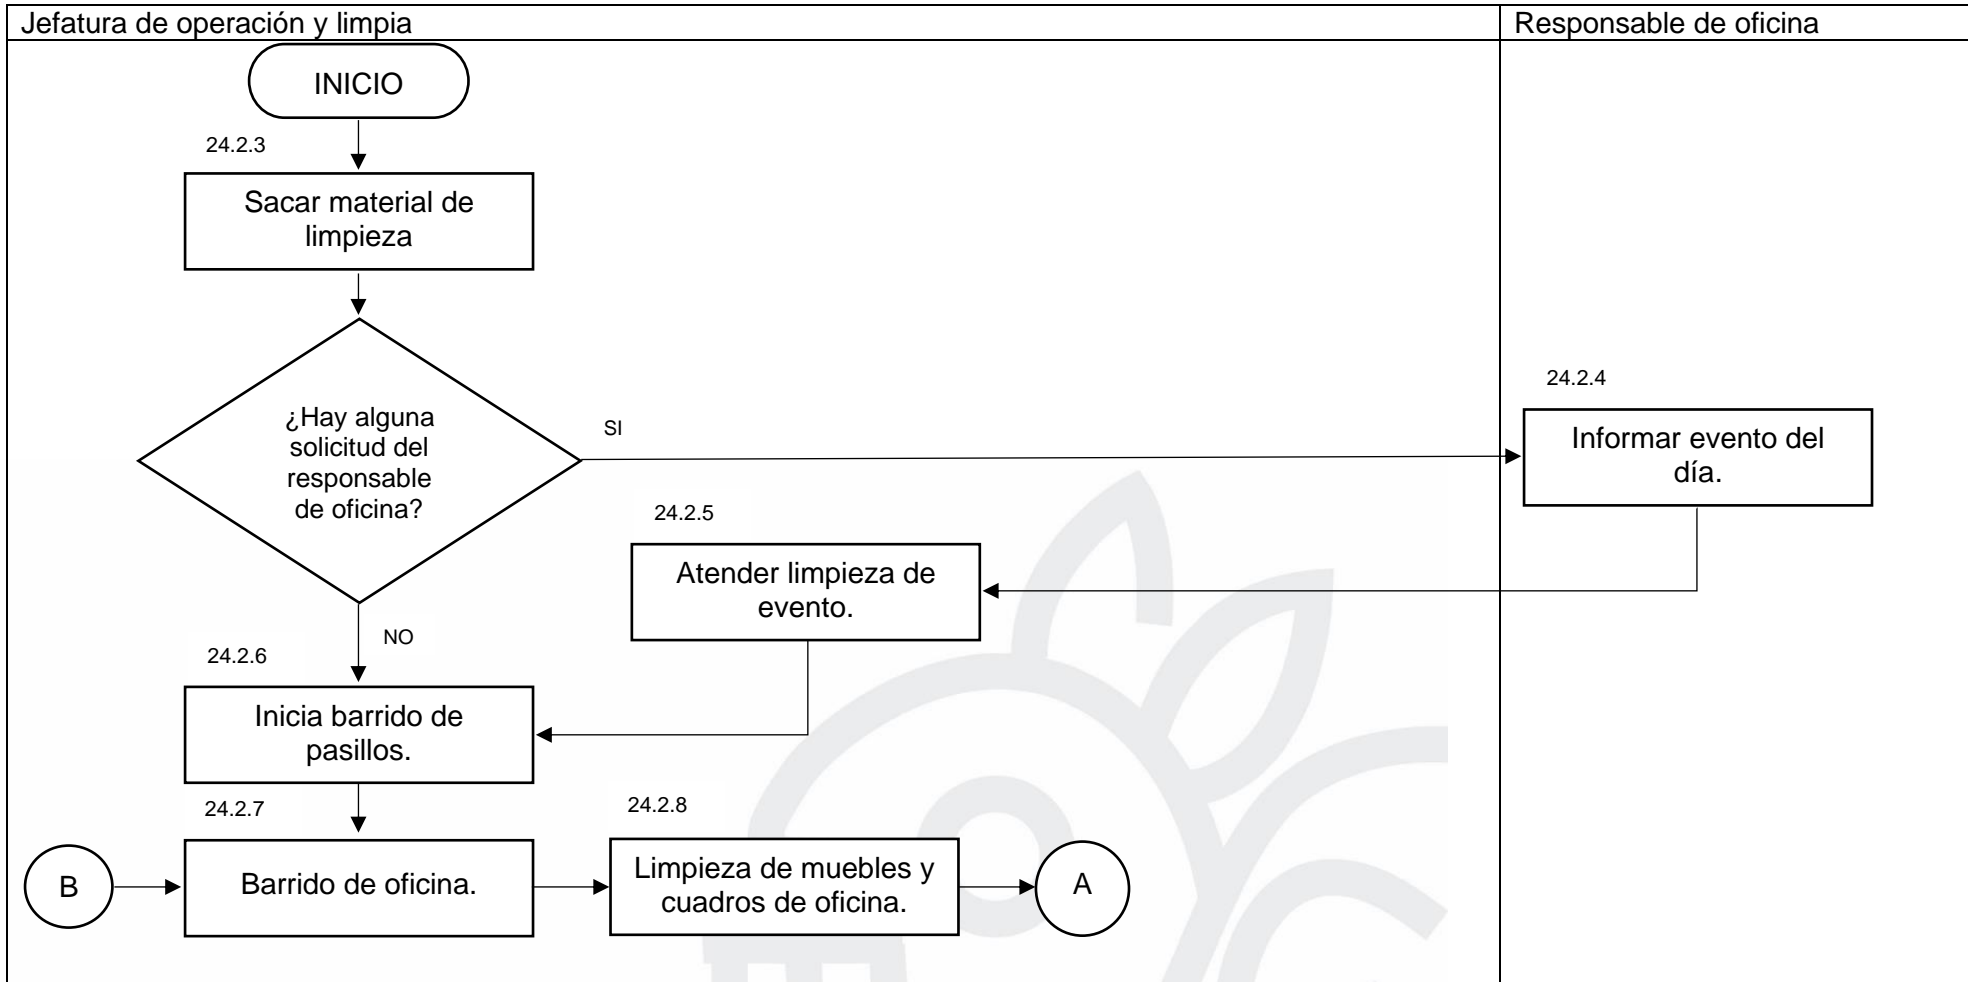 Jefatura de operación y limpia
Responsable de oficina
INICIO
24.2.3
Sacar material de
limpieza
¿Hay alguna
solicitud del
responsable
de oficina?
SI
24.2.4
Informar evento del
día.
24.2.5
Atender limpieza de
evento.
NO
24.2.6
Inicia barrido de
pasillos.
24.2.7
B
Barrido de oficina.
24.2.8
Limpieza de muebles y
cuadros de oficina.
A